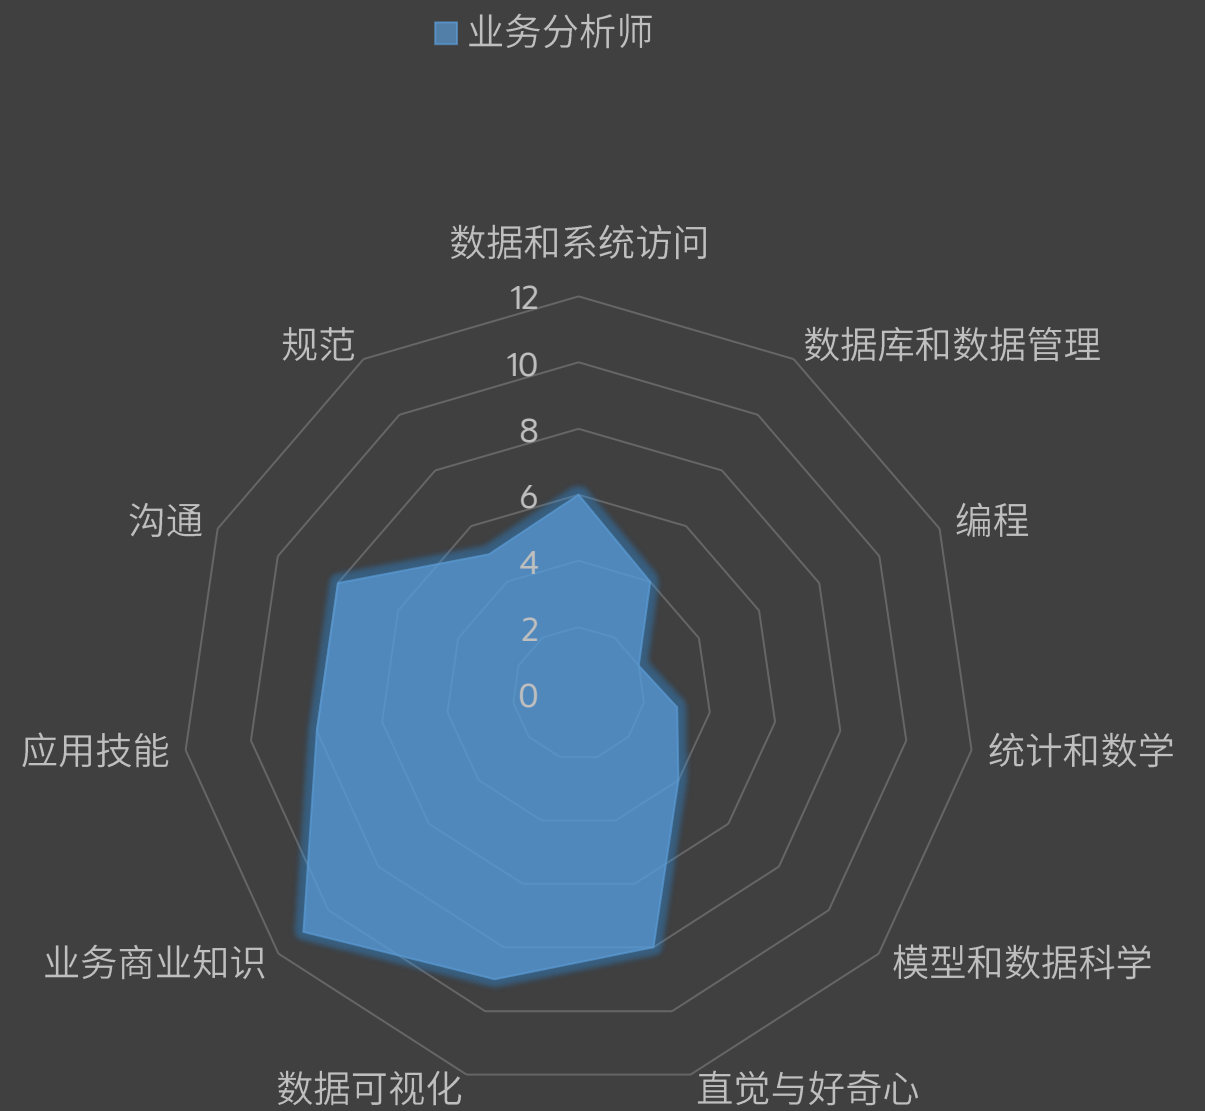 业务分析师
数据和系统访问
12
规范
数据库和数据管理
10
8
6
沟通
编程
4
2
0
应用技能
统计和数学
业务商业知识
模型和数据科学
数据可视化
直觉与好奇心